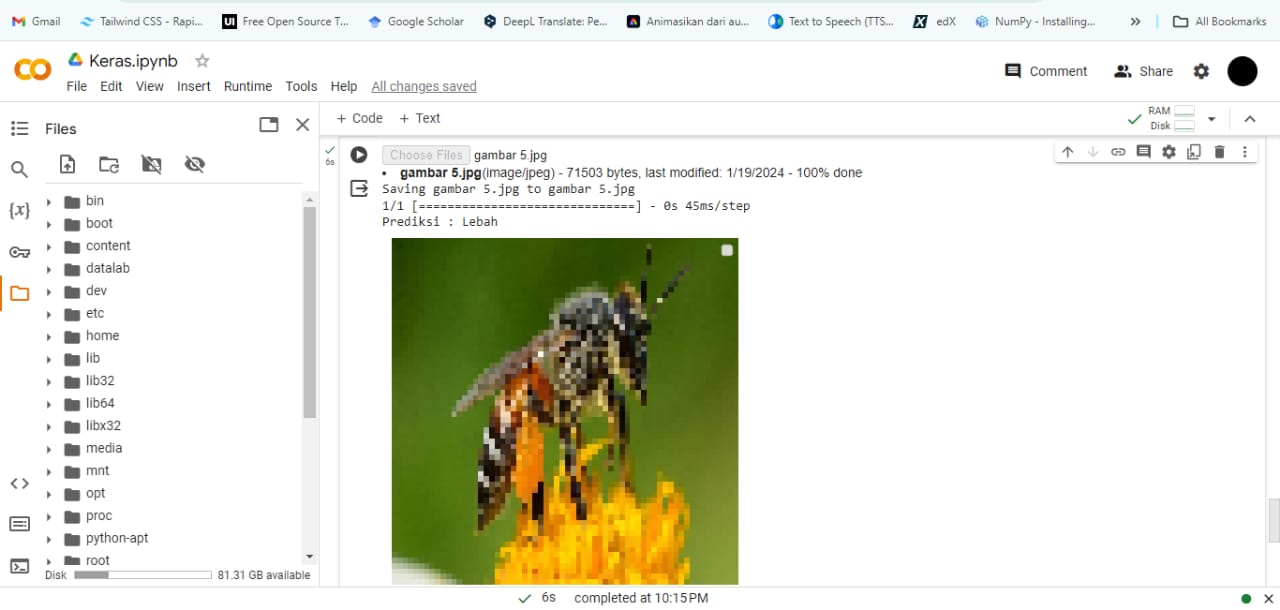 Gmail Tailwind CSS - Rapi... Free Open Source T... Google Scholar DeepL Translate: Pe... Animasikan dari au... Text to Speech (TTS... edX NumPy - Installing... » All Bookmarks
Keras.ipynb
File Edit View Insert Runtime Tools Help All changes saved
Comment Share
Files
+ Code + Text
RAM
Disk
bin
boot
content
datalab
dev
etc
home
lib
lib32
lib64
libx32
media
mnt
opt
proc
python-apt
root
Disk 81.31 GB available
6s
Choose Files gambar 5.jpg
• gambar 5.jpg(image/jpeg) - 71503 bytes, last modified: 1/19/2024 - 100% done
Saving gambar 5.jpg to gambar 5.jpg
1/1 [==============================] - 0s 45ms/step
Prediksi : Lebah
6s completed at 10:15 PM